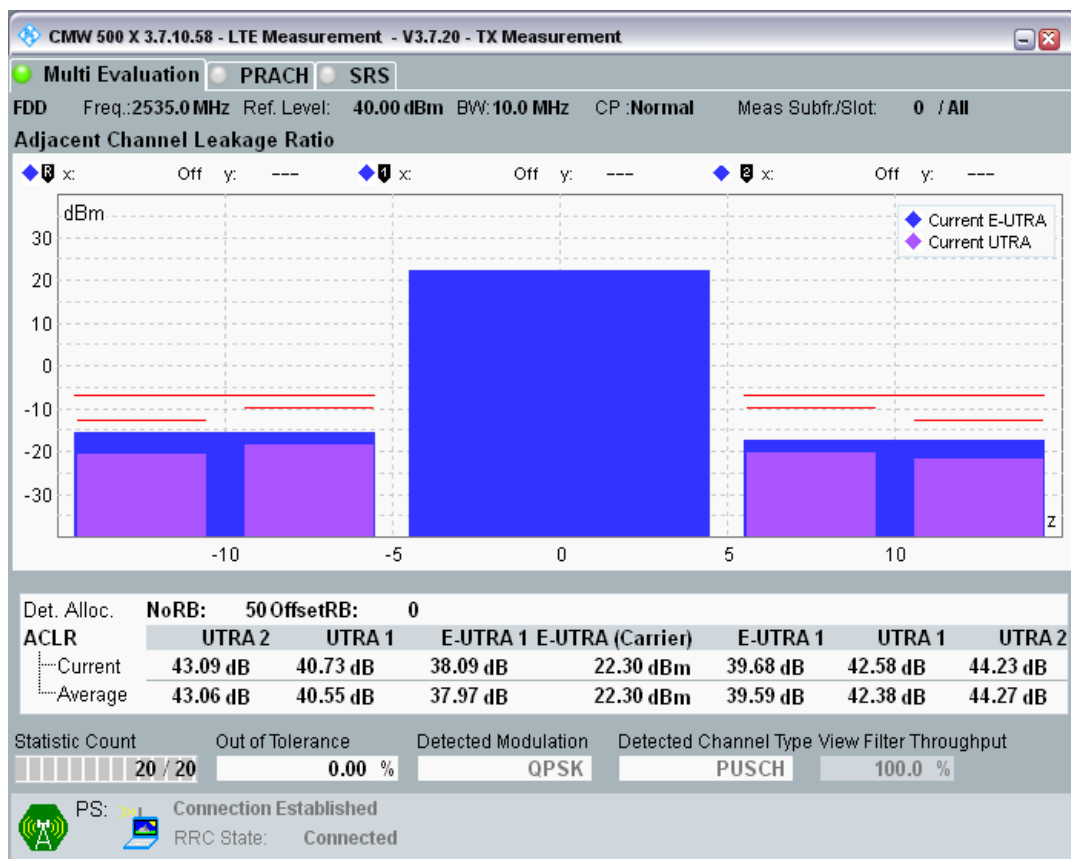 CMW 500 X 3.7.10.58 - LTE Measurement - V3.7.20 - TX Measurement
Multi Evaluation PRACH SRS
FDD Freq.:2535.0 MHz Ref. Level: 40.00 dBm BW: 10.0 MHz CP :Normal Meas Subfr./Slot: 0 / All
Adjacent Channel Leakage Ratio
R x: Off y: --- 1 x: Off y: --- 2 x: Off y: ---
dBm
Current E-UTRA
Current UTRA
30
20
10
0
-10
-20
-30
z
-10 -5 0 5 10
Det. Alloc. NoRB: 50 OffsetRB: 0
ACLR UTRA 2 UTRA 1 E-UTRA 1 E-UTRA (Carrier) E-UTRA 1 UTRA 1 UTRA 2
Current 43.09 dB 40.73 dB 38.09 dB 22.30 dBm 39.68 dB 42.58 dB 44.23 dB
Average 43.06 dB 40.55 dB 37.97 dB 22.30 dBm 39.59 dB 42.38 dB 44.27 dB
Statistic Count Out of Tolerance Detected Modulation Detected Channel Type View Filter Throughput
20 / 20 0.00 % QPSK PUSCH 100.0 %
PS: Connection Established
RRC State: Connected